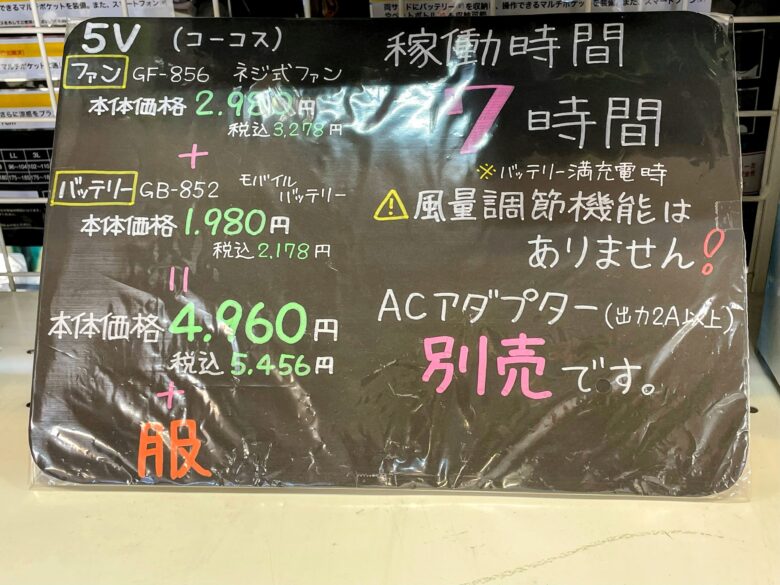 5V (コーコス)
ファン GF-856 ネジ式ファン
本体価格 2.980円
税込 3,278円
+
バッテリー GB-852 モバイルバッテリー
本体価格 1.980円
税込 2,178円
=
本体価格 4.960円
税込 5.456円
+
服
稼働時間
7時間
※バッテリー満充電時
⚠風量調節機能は
ありません!
ACアダプター(出力2A以上)
別売です。